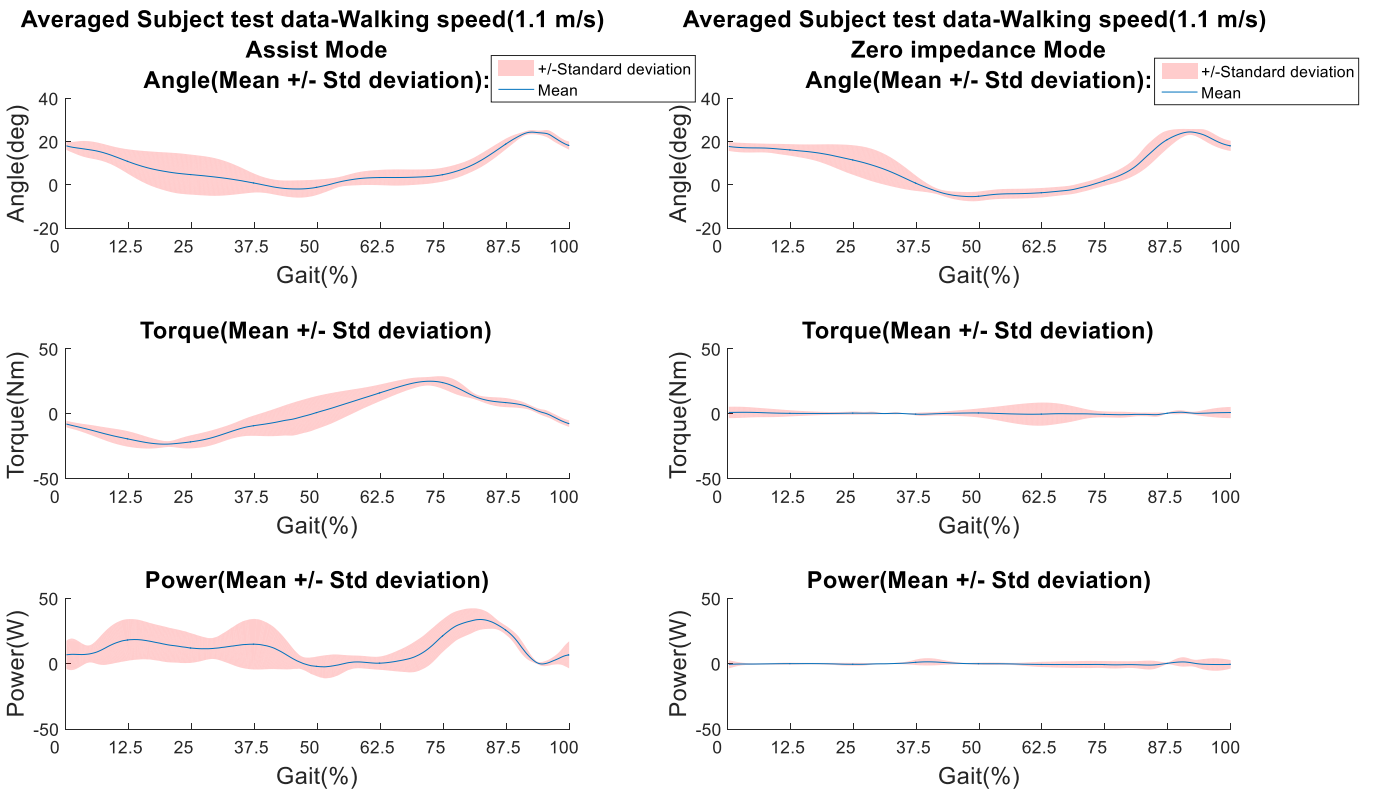 Averaged Subject test data-Walking speed(1.1 m/s)
Assist Mode
Angle(Mean +/- Std deviation):
+/-Standard deviation
Mean
Angle(deg)
40
20
0
-20
0 12.5 25 37.5 50 62.5 75 87.5 100
Gait(%)
Averaged Subject test data-Walking speed(1.1 m/s)
Zero impedance Mode
Angle(Mean +/- Std deviation):
+/-Standard deviation
Mean
Angle(deg)
40
20
0
-20
0 12.5 25 37.5 50 62.5 75 87.5 100
Gait(%)
Torque(Mean +/- Std deviation)
Torque(Nm)
50
0
-50
0 12.5 25 37.5 50 62.5 75 87.5 100
Gait(%)
Torque(Mean +/- Std deviation)
Torque(Nm)
50
0
-50
0 12.5 25 37.5 50 62.5 75 87.5 100
Gait(%)
Power(Mean +/- Std deviation)
Power(W)
50
0
-50
0 12.5 25 37.5 50 62.5 75 87.5 100
Gait(%)
Power(Mean +/- Std deviation)
Power(W)
50
0
-50
0 12.5 25 37.5 50 62.5 75 87.5 100
Gait(%)